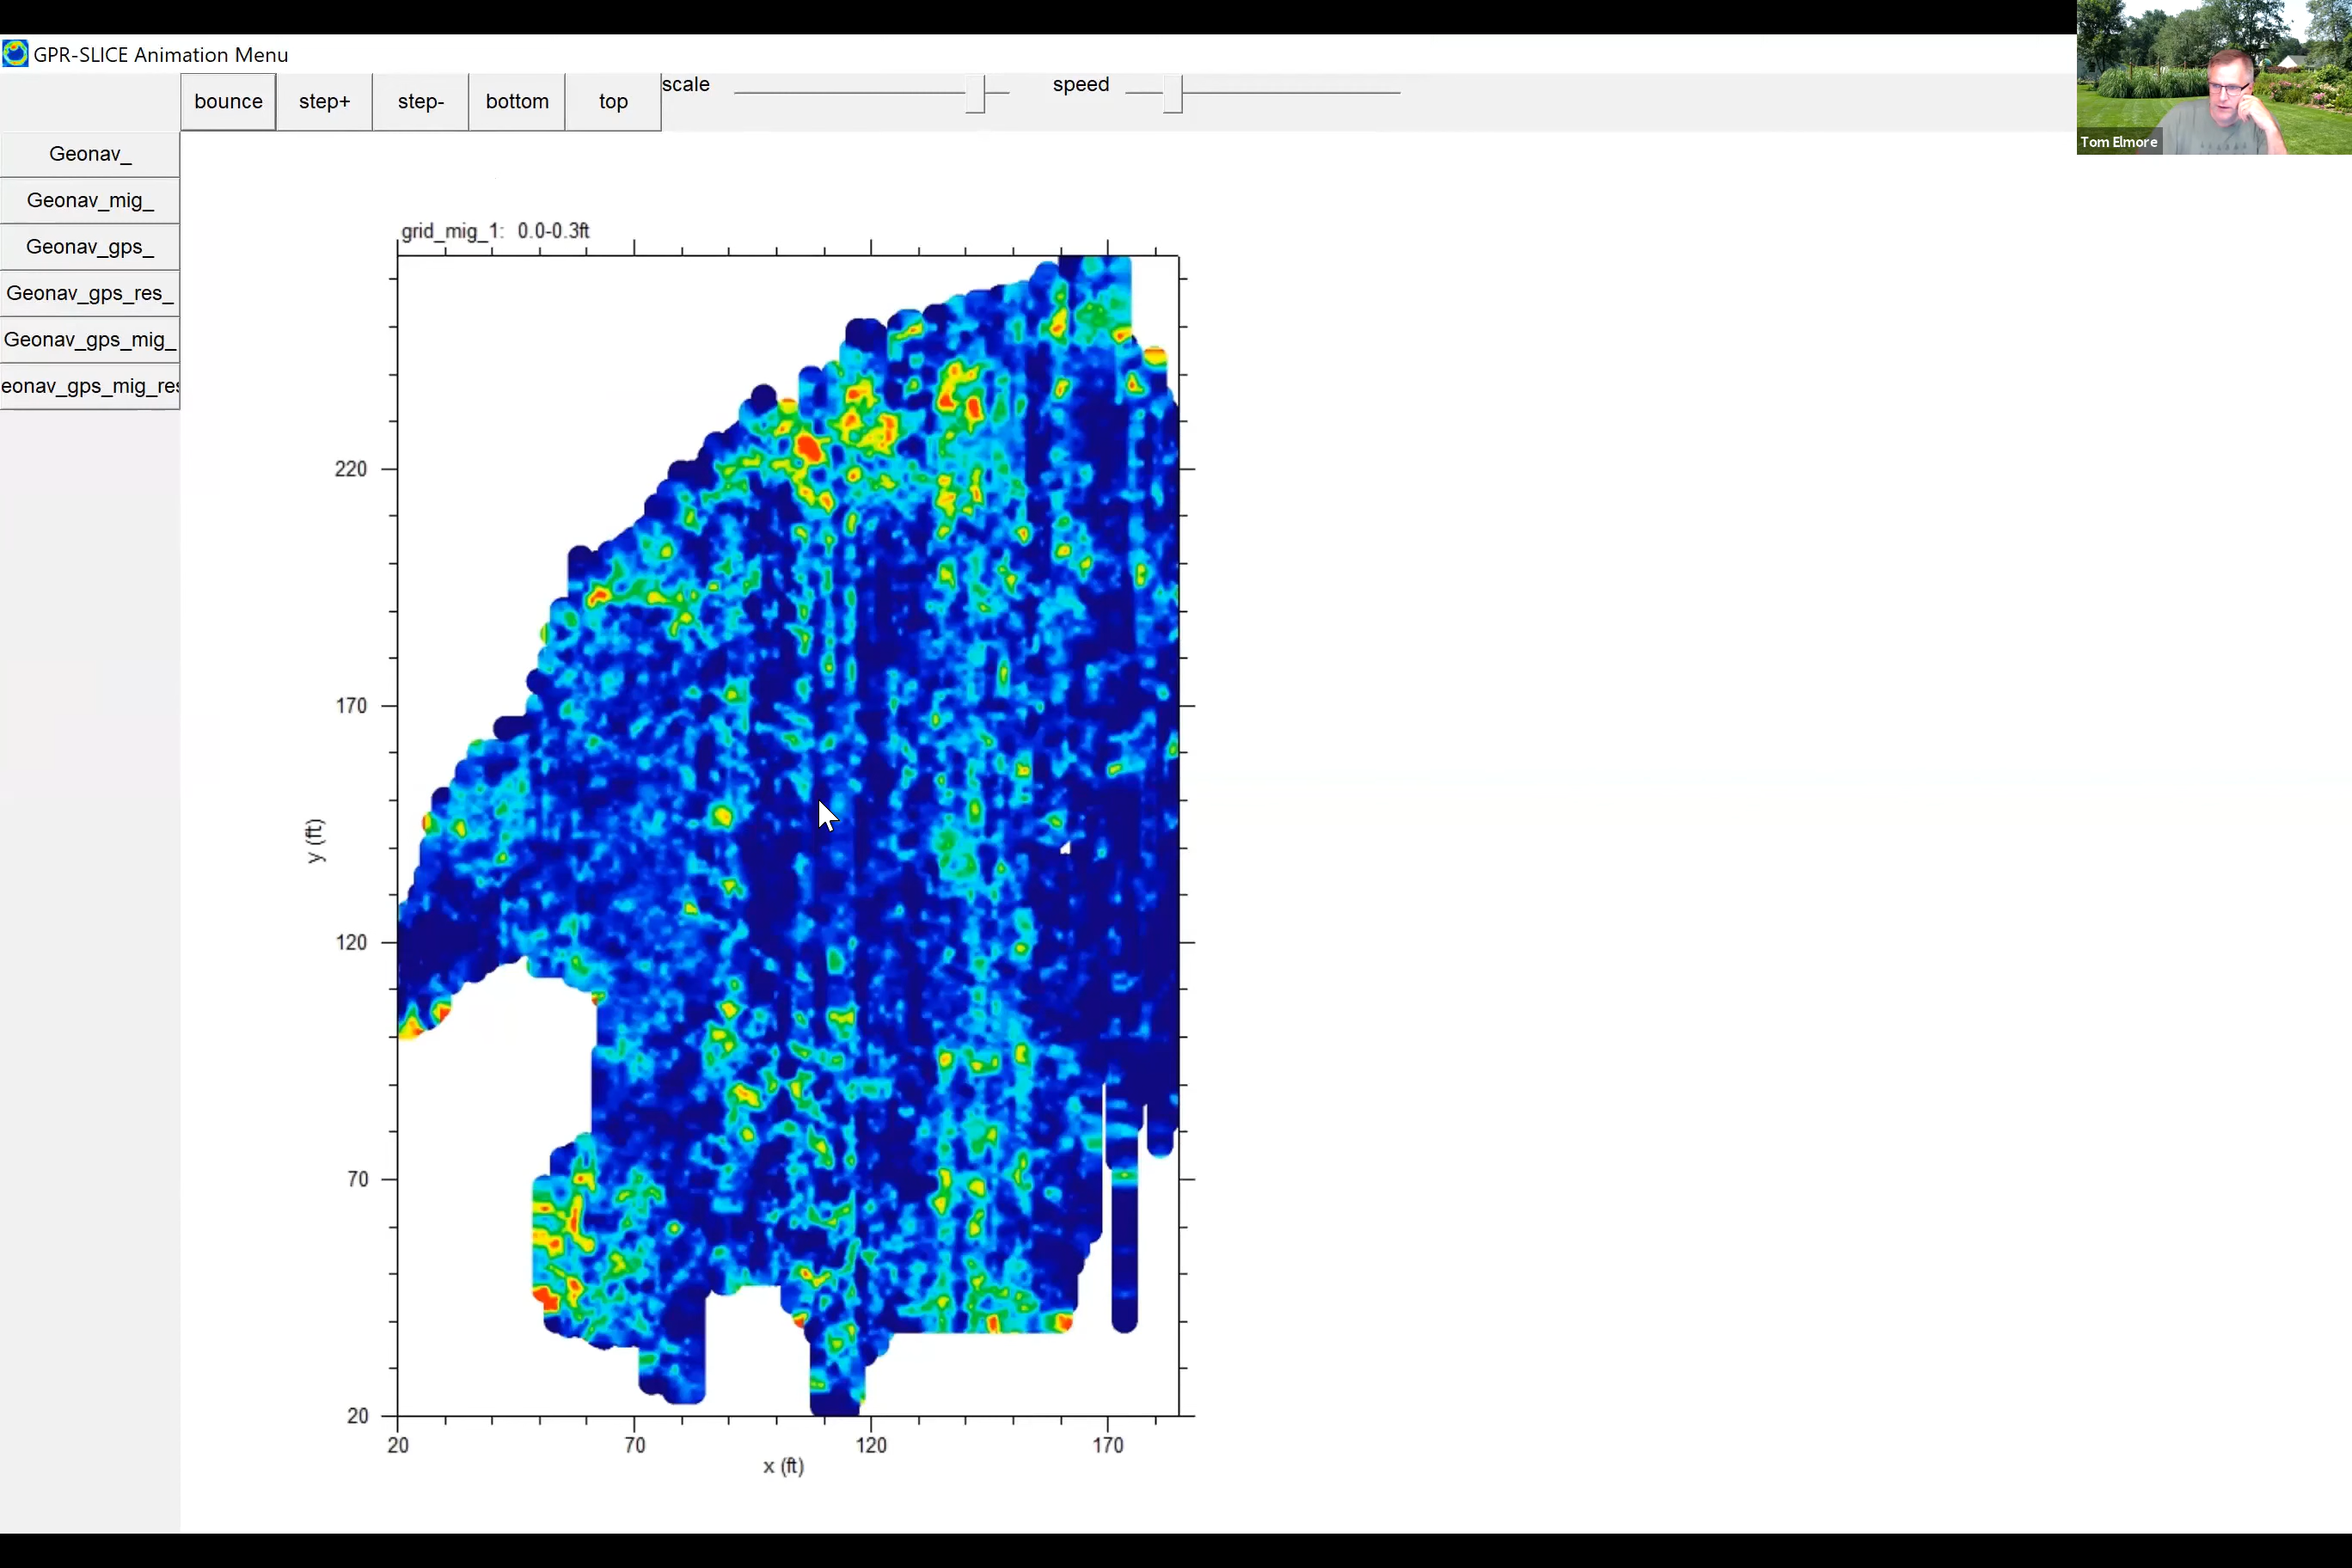 GPR-SLICE Animation Menu
bounce
step+
step-
bottom
top
scale
speed
Tom Elmore
Geonav_
Geonav_mig_
Geonav_gps_
Geonav_gps_res_
Geonav_gps_mig_
eonav_gps_mig_res
grid_mig_1: 0.0-0.3ft
220
170
y (ft)
120
70
20
20
70
120
170
x (ft)